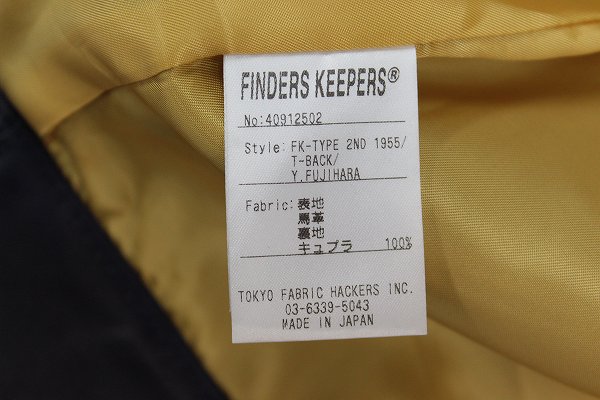 FINDERS KEEPERS®
No:40912502
Style: FK-TYPE 2ND 1955/
T-BACK/
Y.FUJIHARA
Fabric: 表地
馬革
裏地
キュプラ 100%
TOKYO FABRIC HACKERS INC.
03-6339-5043
MADE IN JAPAN